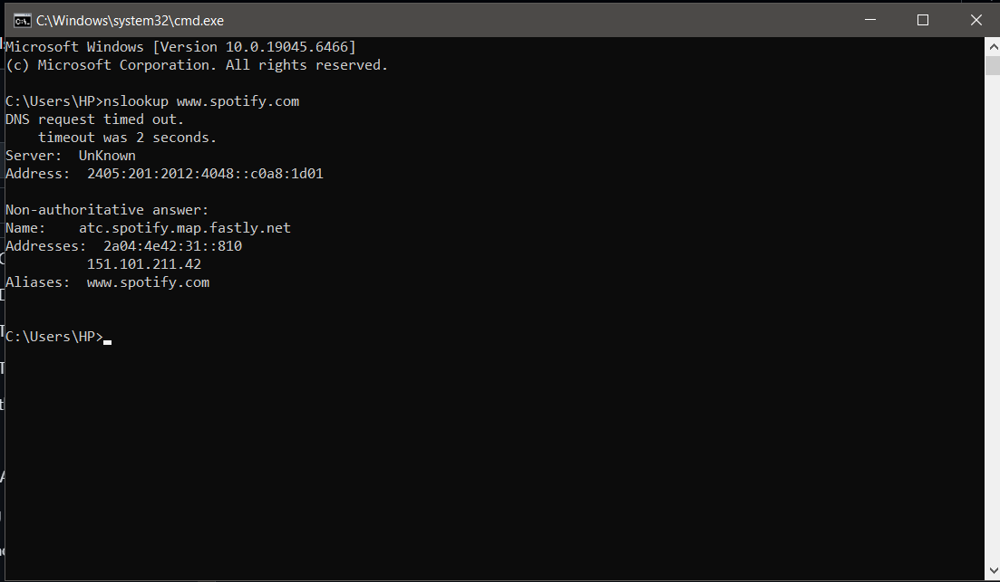 C:\Windows\system32\cmd.exe
Microsoft Windows [Version 10.0.19045.6466]
(c) Microsoft Corporation. All rights reserved.
C:\Users\HP>nslookup www.spotify.com
DNS request timed out.
    timeout was 2 seconds.
Server:  UnKnown
Address:  2405:201:2012:4048::c0a8:1d01
Non-authoritative answer:
Name:    atc.spotify.map.fastly.net
Addresses:  2a04:4e42:31::810
          151.101.211.42
Aliases:  www.spotify.com
C:\Users\HP>